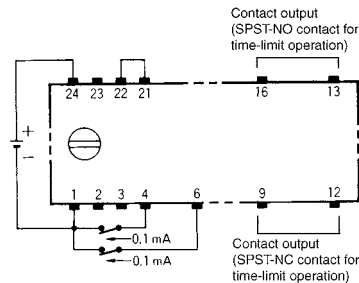 Contact output
(SPST-NO contact for
time-limit operation)
24 23 22 21 16 13
+
−
1 2 3 4 6 9 12
0.1 mA
0.1 mA
Contact output
(SPST-NC contact for
time-limit operation)